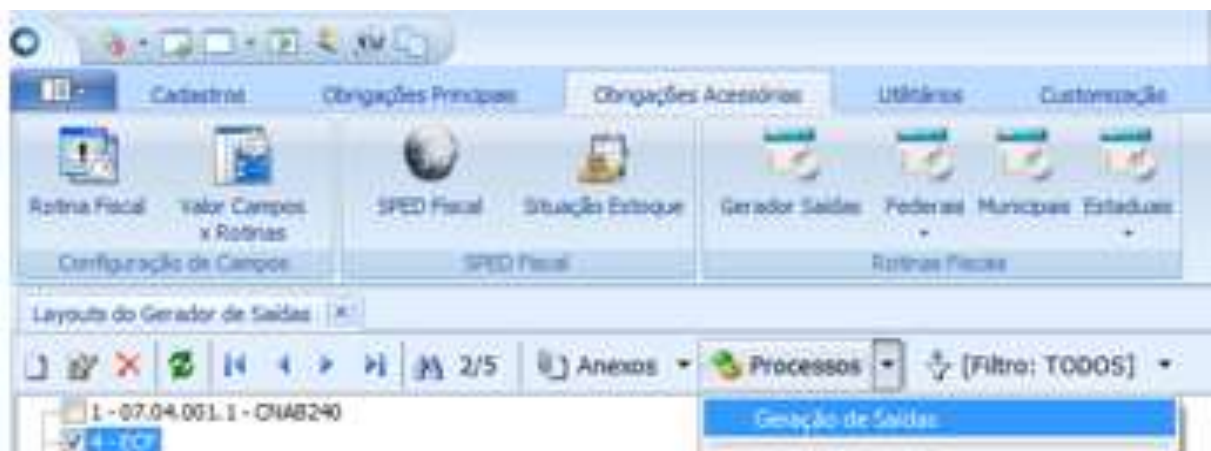 Cadastros Obrigações Principais Obrigações Acessórias Utilitários Customização
Rotina Fiscal Valor Campos x Rotinas SPED Fiscal Situação Estoque Gerador Saídas Federais Municipais Estaduais
Configuração de Campos SPED Fiscal Rotinas Fiscais
Layouts do Gerador de Saídas
2/5 Anexos Processos [Filtro: TODOS]
1 - 07.04.001.1 - CNAB240 Geração de Saídas
4 - ECF